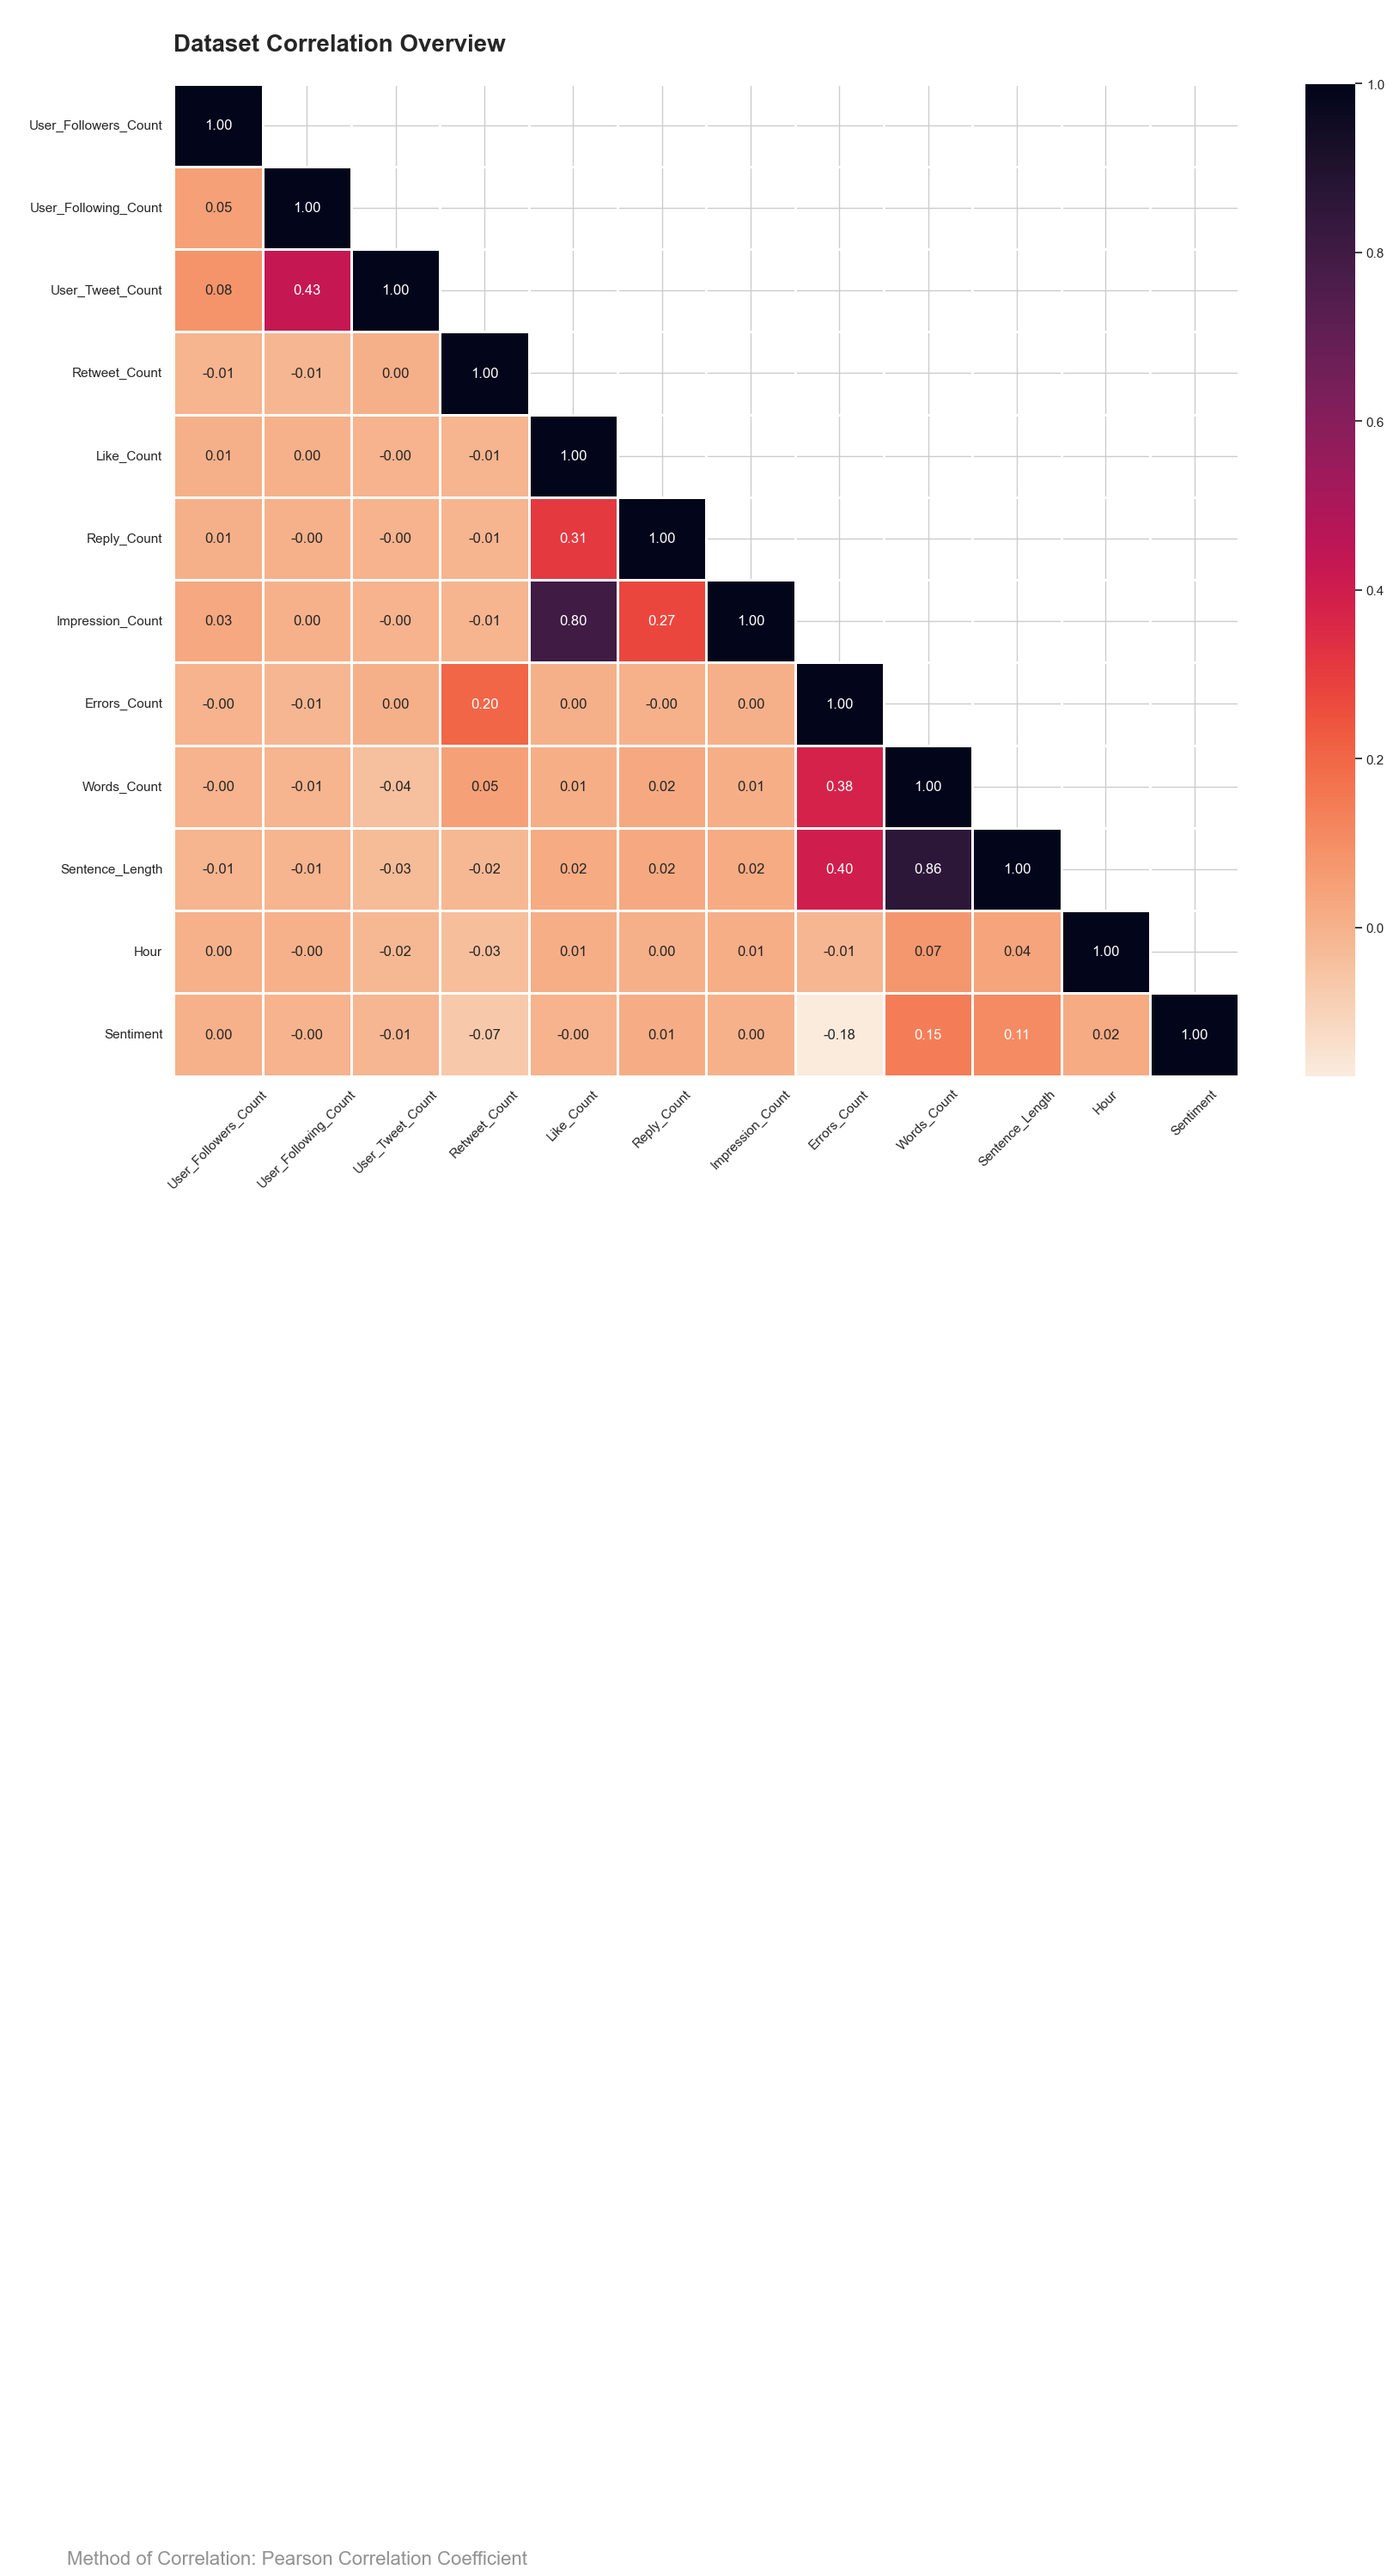 Dataset Correlation Overview
1.0
User_Followers_Count 1.00
User_Following_Count 0.05 1.00
0.8
User_Tweet_Count 0.08 0.43 1.00
Retweet_Count -0.01 -0.01 0.00 1.00
0.6
Like_Count 0.01 0.00 -0.00 -0.01 1.00
Reply_Count 0.01 -0.00 -0.00 -0.01 0.31 1.00
0.4
Impression_Count 0.03 0.00 -0.00 -0.01 0.80 0.27 1.00
Errors_Count -0.00 -0.01 0.00 0.20 0.00 -0.00 0.00 1.00
0.2
Words_Count -0.00 -0.01 -0.04 0.05 0.01 0.02 0.01 0.38 1.00
Sentence_Length -0.01 -0.01 -0.03 -0.02 0.02 0.02 0.02 0.40 0.86 1.00
0.0
Hour 0.00 -0.00 -0.02 -0.03 0.01 0.00 0.01 -0.01 0.07 0.04 1.00
Sentiment 0.00 -0.00 -0.01 -0.07 -0.00 0.01 0.00 -0.18 0.15 0.11 0.02 1.00
User_Followers_Count User_Following_Count User_Tweet_Count Retweet_Count Like_Count Reply_Count Impression_Count Errors_Count Words_Count Sentence_Length Hour Sentiment
Method of Correlation: Pearson Correlation Coefficient